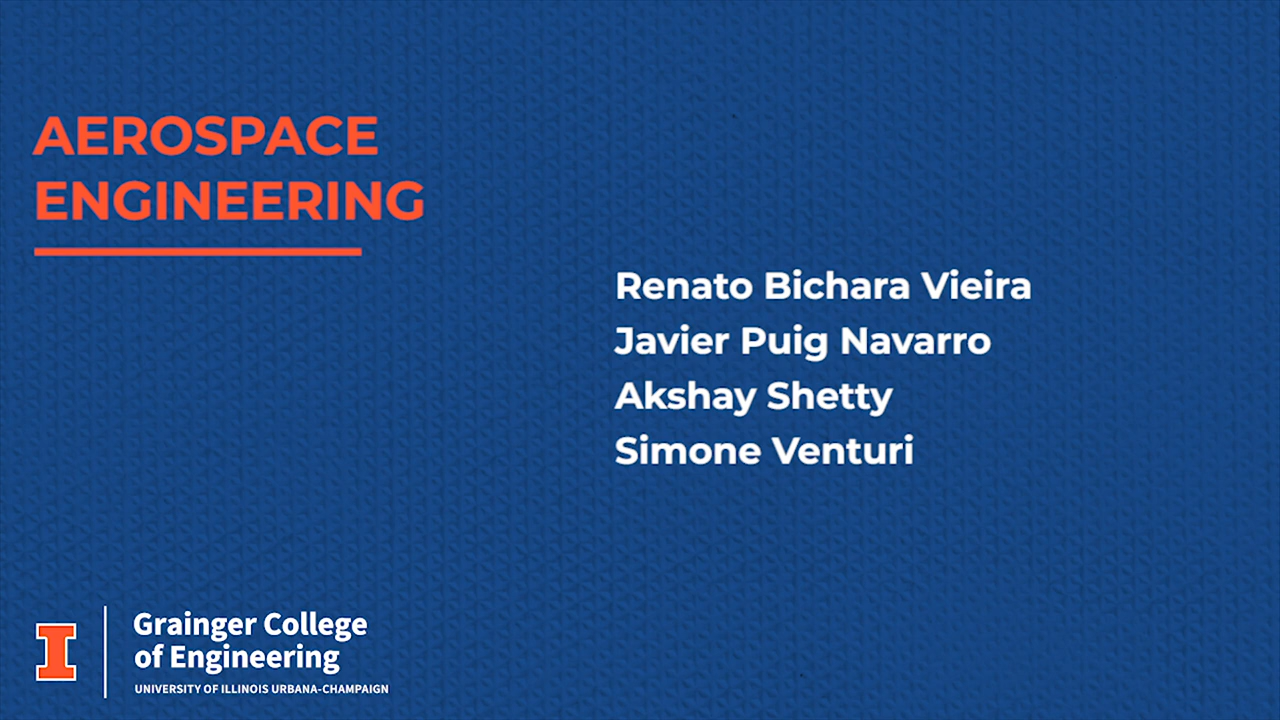 AEROSPACE
ENGINEERING
Renato Bichara Vieira
Javier Puig Navarro
Akshay Shetty
Simone Venturi
Grainger College
of Engineering
UNIVERSITY OF ILLINOIS URBANA-CHAMPAIGN